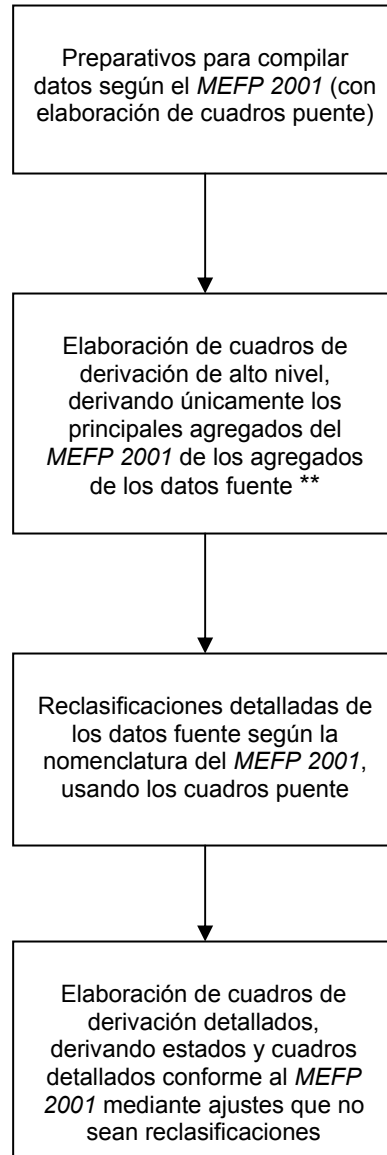 Preparativos para compilar
datos según el MEFP 2001 (con
elaboración de cuadros puente)
Elaboración de cuadros de
derivación de alto nivel,
derivando únicamente los
principales agregados del
MEFP 2001 de los agregados
de los datos fuente **
Reclasificaciones detalladas de
los datos fuente según la
nomenclatura del MEFP 2001,
usando los cuadros puente
Elaboración de cuadros de
derivación detallados,
derivando estados y cuadros
detallados conforme al MEFP
2001 mediante ajustes que no
sean reclasificaciones